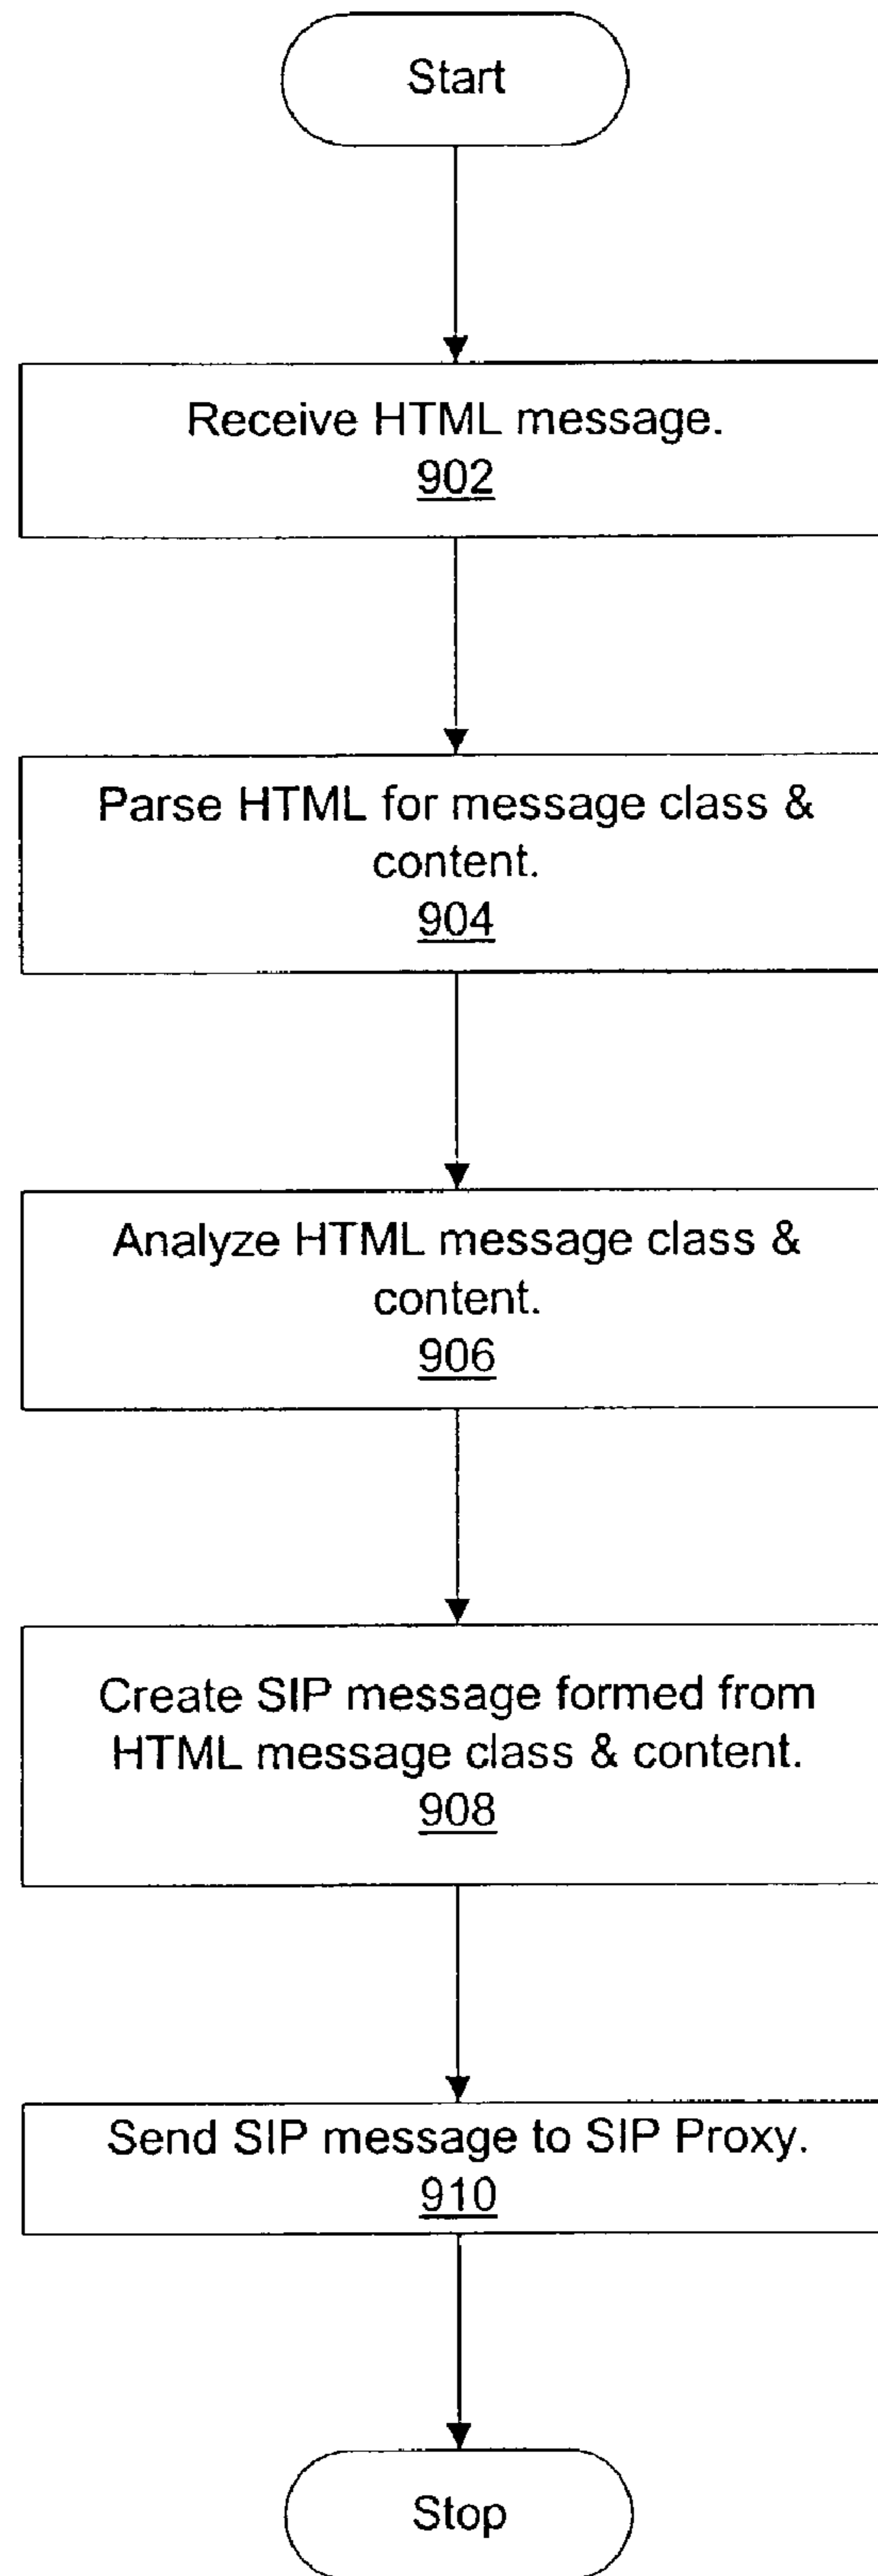 Start
Receive HTML message.
902
Parse HTML for message class &
content.
904
Analyze HTML message class &
content.
906
Create SIP message formed from
HTML message class & content.
908
Send SIP message to SIP Proxy.
910
Stop